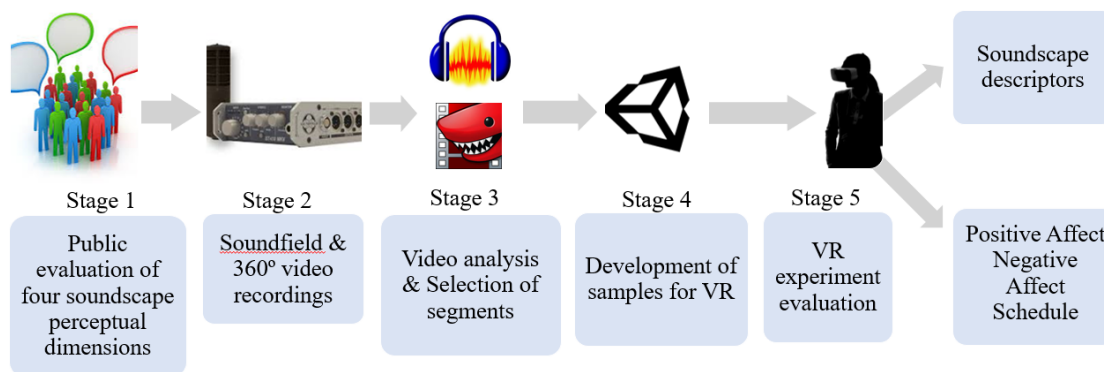 Stage 1
Public
evaluation of
four soundscape
perceptual
dimensions
Stage 2
Soundfield &
360º video
recordings
Stage 3
Video analysis
& Selection of
segments
Stage 4
Development of
samples for VR
Stage 5
VR
experiment
evaluation
Soundscape
descriptors
Positive Affect
Negative
Affect
Schedule